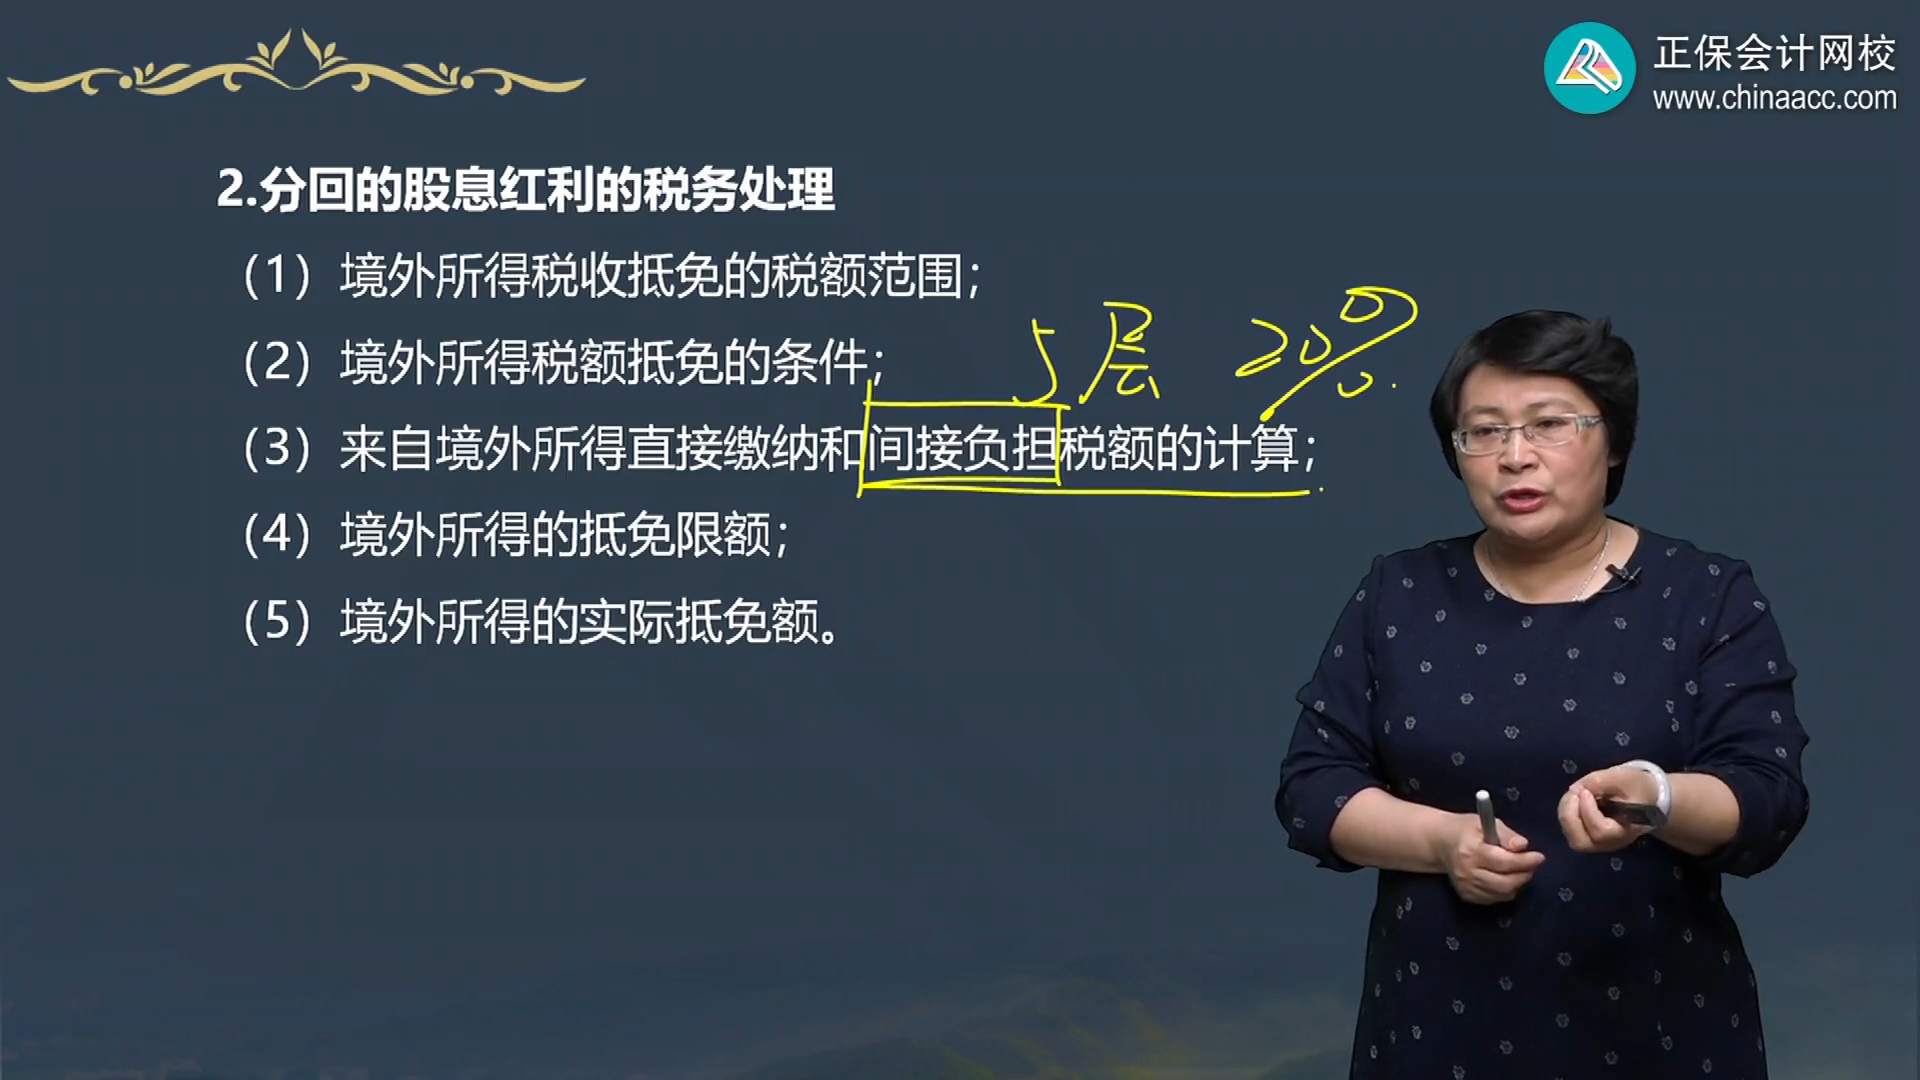 正保会计网校
www.chinaacc.com
2.分回的股息红利的税务处理
（1）境外所得税收抵免的税额范围；
（2）境外所得税额抵免的条件；
5层 20%
（3）来自境外所得直接缴纳和间接负担税额的计算；
（4）境外所得的抵免限额；
（5）境外所得的实际抵免额。